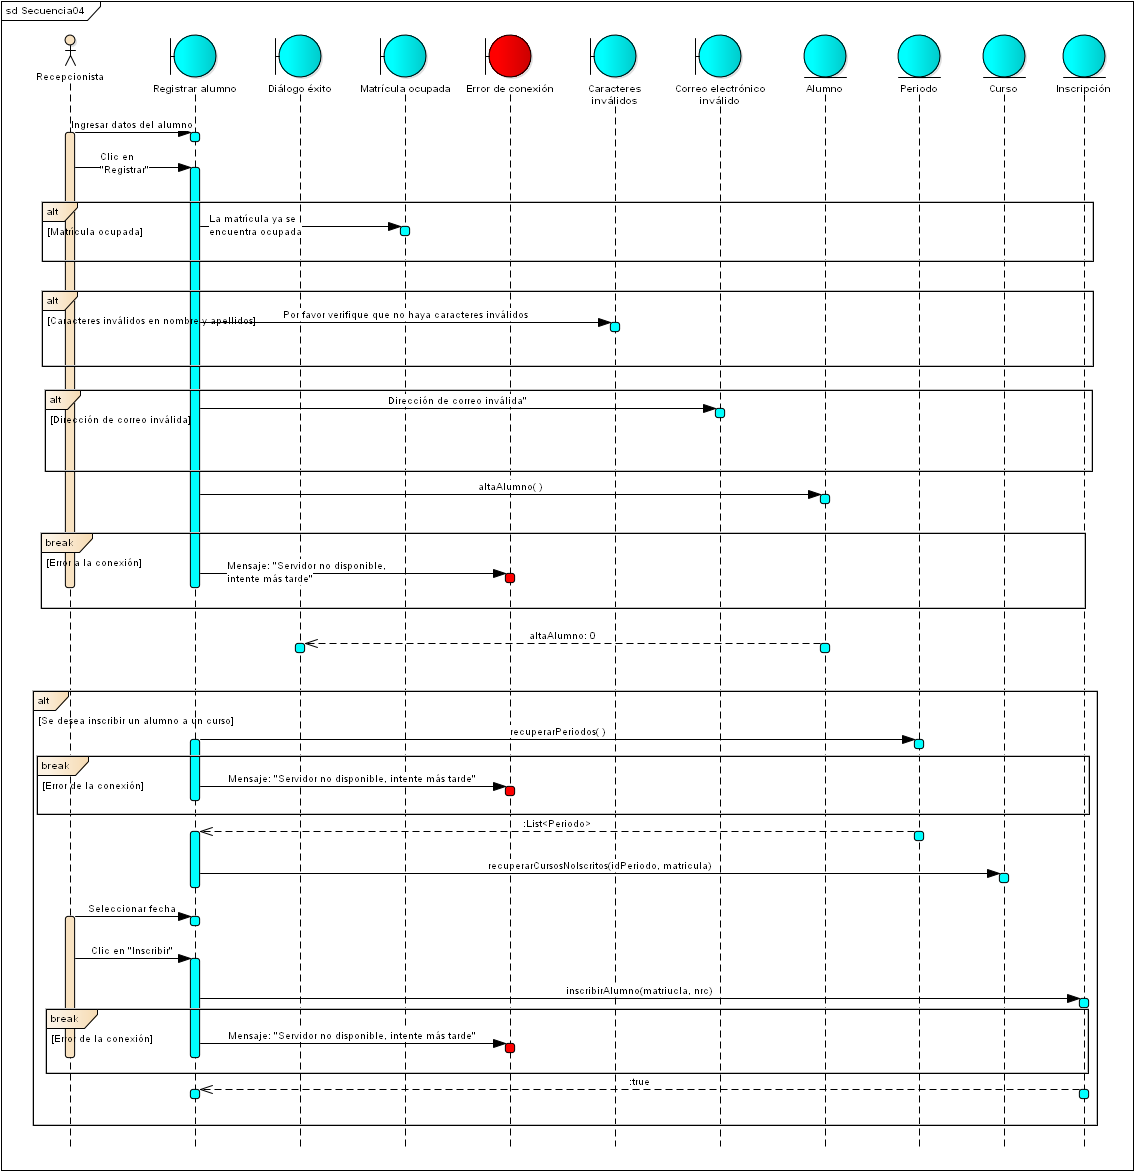 sd Secuencia04
Recepcionista
Registrar alumno
Diálogo éxito
Matrícula ocupada
Error de conexión
Caracteres
inválidos
Correo electrónico
inválido
Alumno
Periodo
Curso
Inscripción
Ingresar datos del alumno
Clic en
"Registrar"
alt
[Matrícula ocupada]
La matrícula ya se
encuentra ocupada
alt
[Caracteres inválidos en nombre y apellidos]
Por favor verifique que no haya caracteres inválidos
alt
[Dirección de correo inválida]
Dirección de correo inválida"
altaAlumno( )
break
[Error a la conexión]
Mensaje: "Servidor no disponible,
intente más tarde"
altaAlumno: 0
alt
[Se desea inscribir un alumno a un curso]
recuperarPeriodos( )
break
[Error de la conexión]
Mensaje: "Servidor no disponible, intente más tarde"
:List<Periodo>
recuperarCursosNoIscritos(idPeriodo, matricula)
Seleccionar fecha
Clic en "Inscribir"
inscribirAlumno(matriucla, nrc)
break
[Error de la conexión]
Mensaje: "Servidor no disponible, intente más tarde"
:true